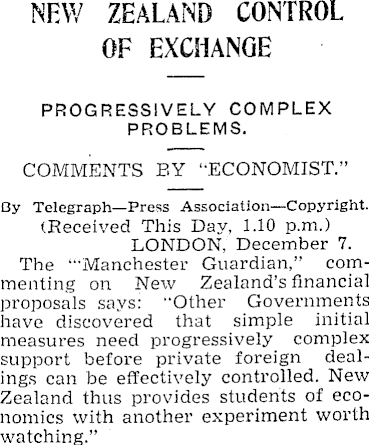 NEW ZEALAND CONTROL
OF EXCHANGE
PROGRESSIVELY COMPLEX
PROBLEMS.
COMMENTS BY "ECONOMIST."
By Telegraph—Press Association—Copyright.
(Received This Day, 1.10 p.m.)
LONDON, December 7.
The "'Manchester Guardian," com-
menting on New Zealand's financial
proposals says: "Other Governments
have discovered that simple initial
measures need progressively complex
support before private foreign deal-
ings can be effectively controlled. New
Zealand thus provides students of eco-
nomics with another experiment worth
watching."